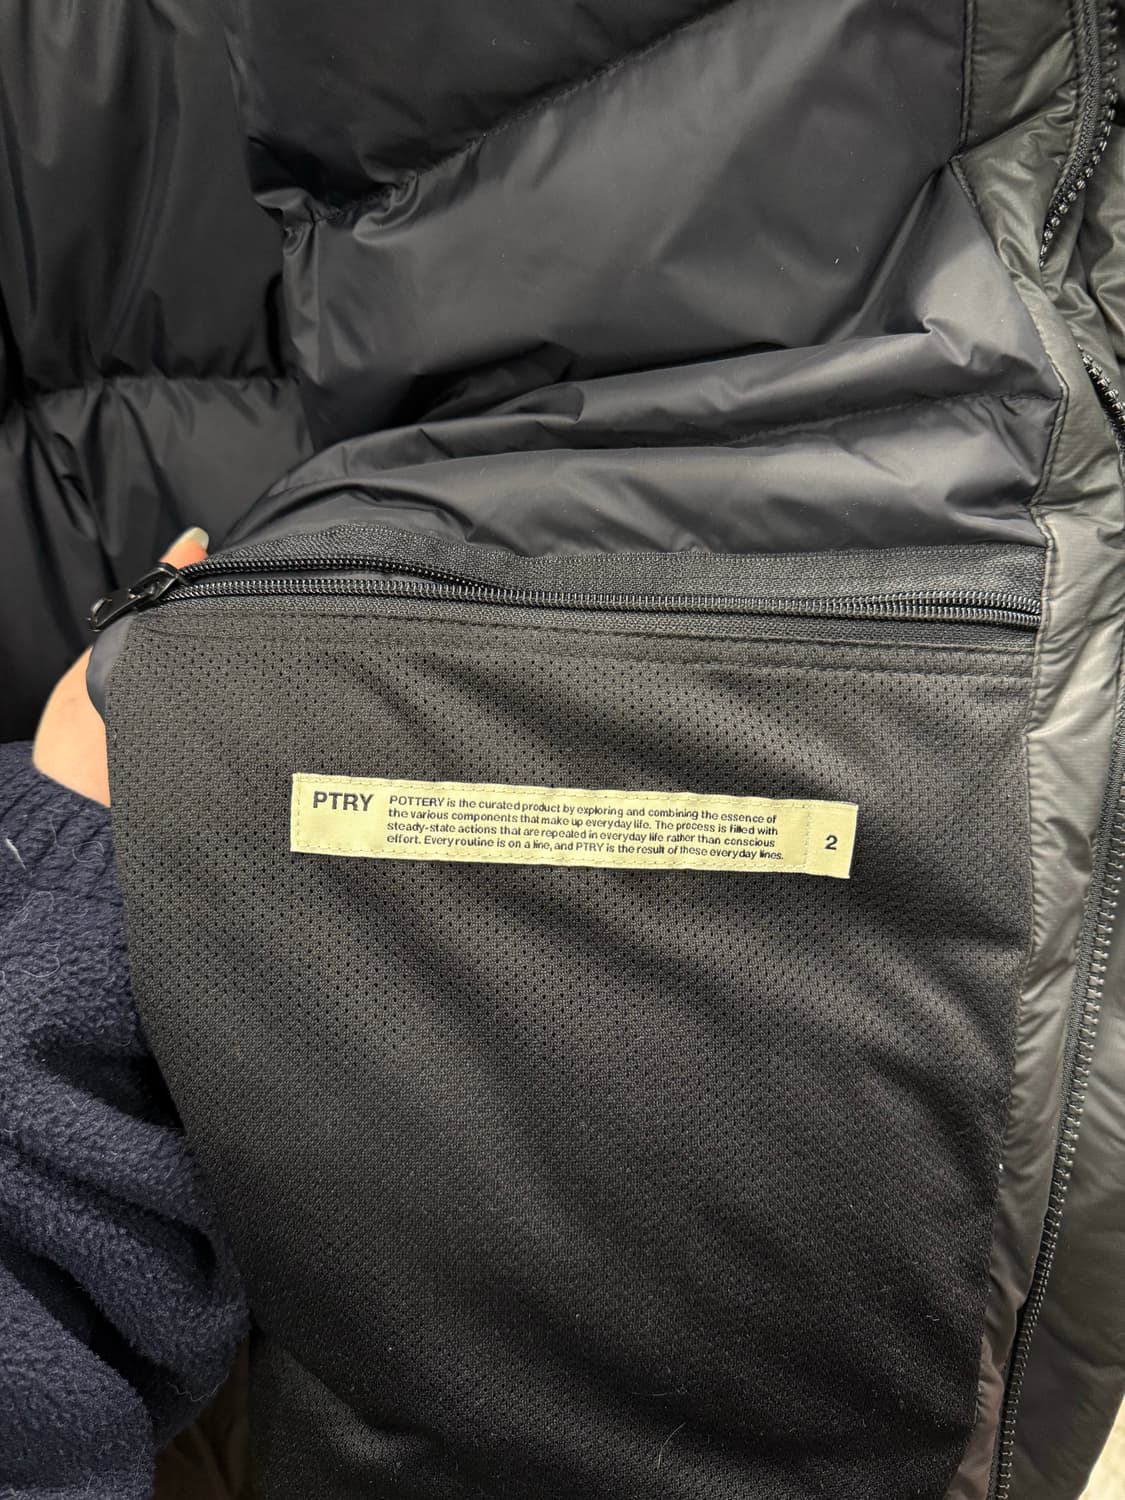 PTRY
POTTERY is the curated product by exploring and combining the essence of
the various components that make up everyday life. The process is filled with
steady-state actions that are repeated in everyday life rather than conscious
effort. Every routine is on a line, and PTRY is the result of these everyday lines.
2